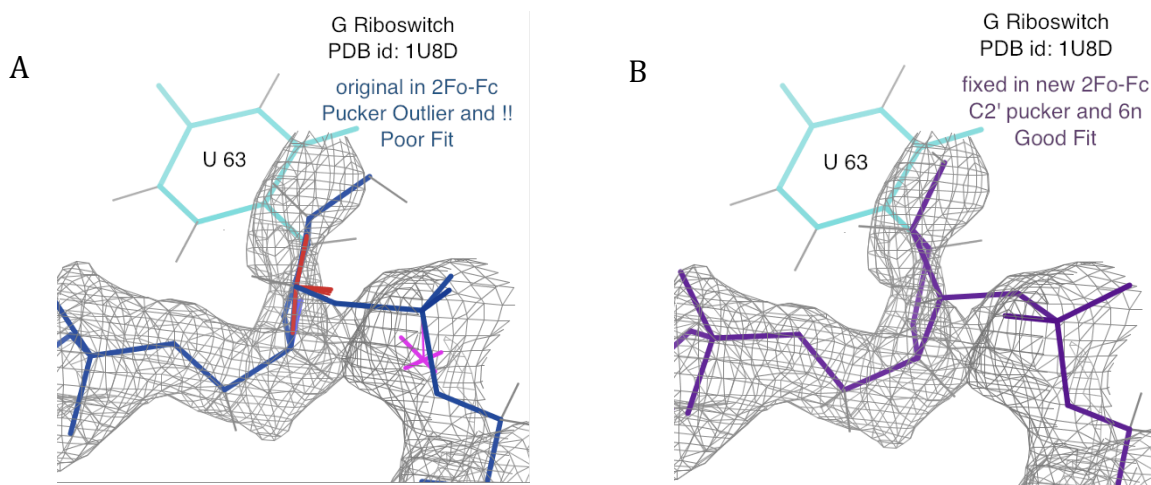 A
G Riboswitch
PDB id: 1U8D
original in 2Fo-Fc
Pucker Outlier and !!
Poor Fit
U 63
B
G Riboswitch
PDB id: 1U8D
fixed in new 2Fo-Fc
C2' pucker and 6n
Good Fit
U 63